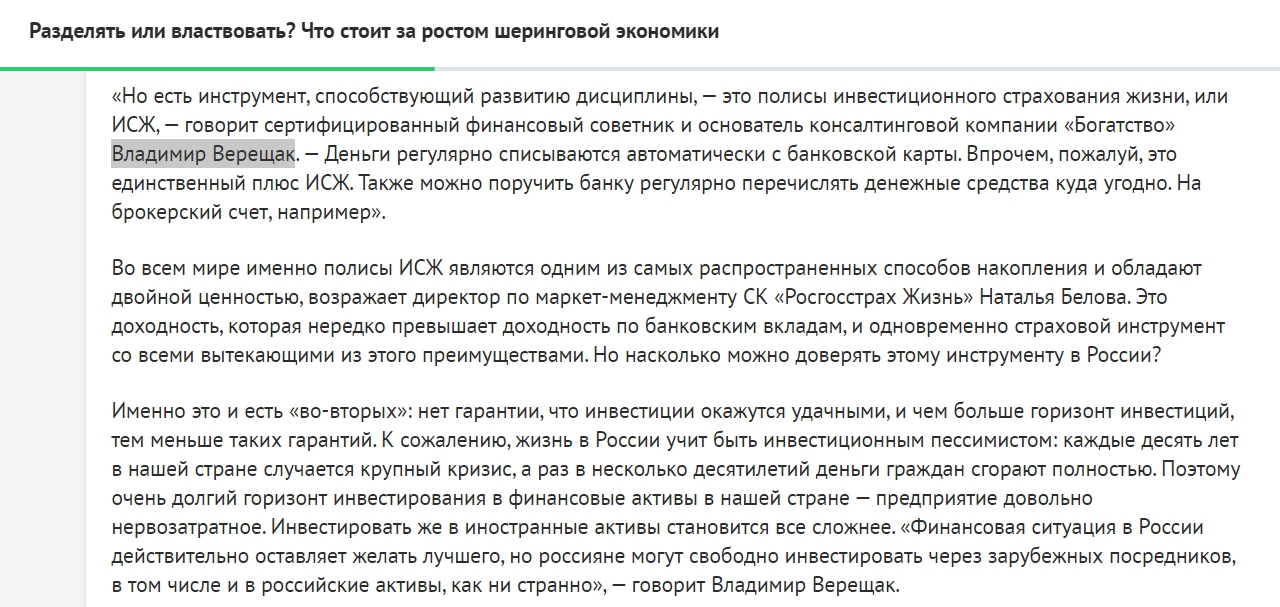 Разделять или властвовать? Что стоит за ростом шеринговой экономики
«Но есть инструмент, способствующий развитию дисциплины, — это полисы инвестиционного страхования жизни, или
ИСЖ, — говорит сертифицированный финансовый советник и основатель консалтинговой компании «Богатство»
Владимир Верещак. — Деньги регулярно списываются автоматически с банковской карты. Впрочем, пожалуй, это
единственный плюс ИСЖ. Также можно поручить банку регулярно перечислять денежные средства куда угодно. На
брокерский счет, например».
Во всем мире именно полисы ИСЖ являются одним из самых распространенных способов накопления и обладают
двойной ценностью, возражает директор по маркет-менеджменту СК «Росгосстрах Жизнь» Наталья Белова. Это
доходность, которая нередко превышает доходность по банковским вкладам, и одновременно страховой инструмент
со всеми вытекающими из этого преимуществами. Но насколько можно доверять этому инструменту в России?
Именно это и есть «во-вторых»: нет гарантии, что инвестиции окажутся удачными, и чем больше горизонт инвестиций,
тем меньше таких гарантий. К сожалению, жизнь в России учит быть инвестиционным пессимистом: каждые десять лет
в нашей стране случается крупный кризис, а раз в несколько десятилетий деньги граждан сгорают полностью. Поэтому
очень долгий горизонт инвестирования в финансовые активы в нашей стране — предприятие довольно
нервозатратное. Инвестировать же в иностранные активы становится все сложнее. «Финансовая ситуация в России
действительно оставляет желать лучшего, но россияне могут свободно инвестировать через зарубежных посредников,
в том числе и в российские активы, как ни странно», — говорит Владимир Верещак.